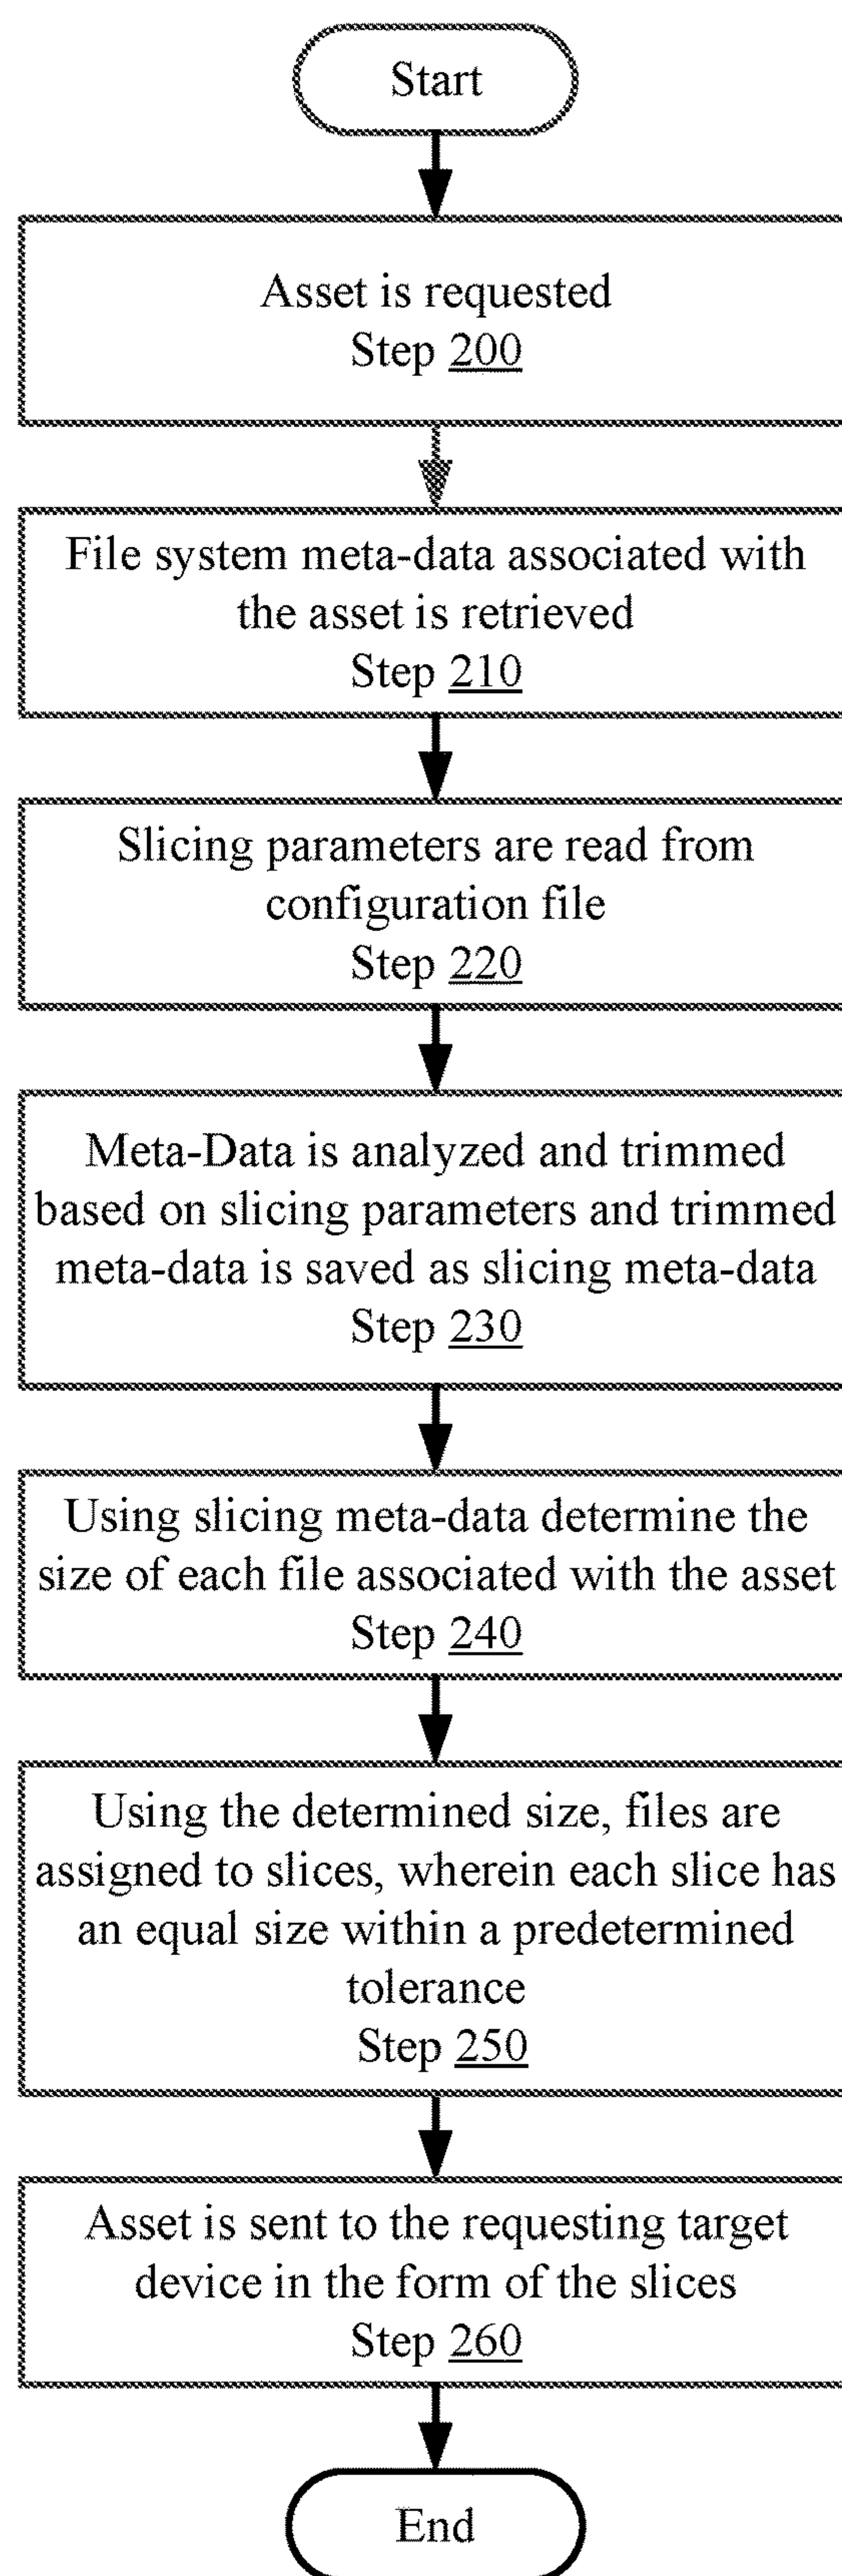 Start
Asset is requested
Step 200
File system meta-data associated with
the asset is retrieved
Step 210
Slicing parameters are read from
configuration file
Step 220
Meta-Data is analyzed and trimmed
based on slicing parameters and trimmed
meta-data is saved as slicing meta-data
Step 230
Using slicing meta-data determine the
size of each file associated with the asset
Step 240
Using the determined size, files are
assigned to slices, wherein each slice has
an equal size within a predetermined
tolerance
Step 250
Asset is sent to the requesting target
device in the form of the slices
Step 260
End